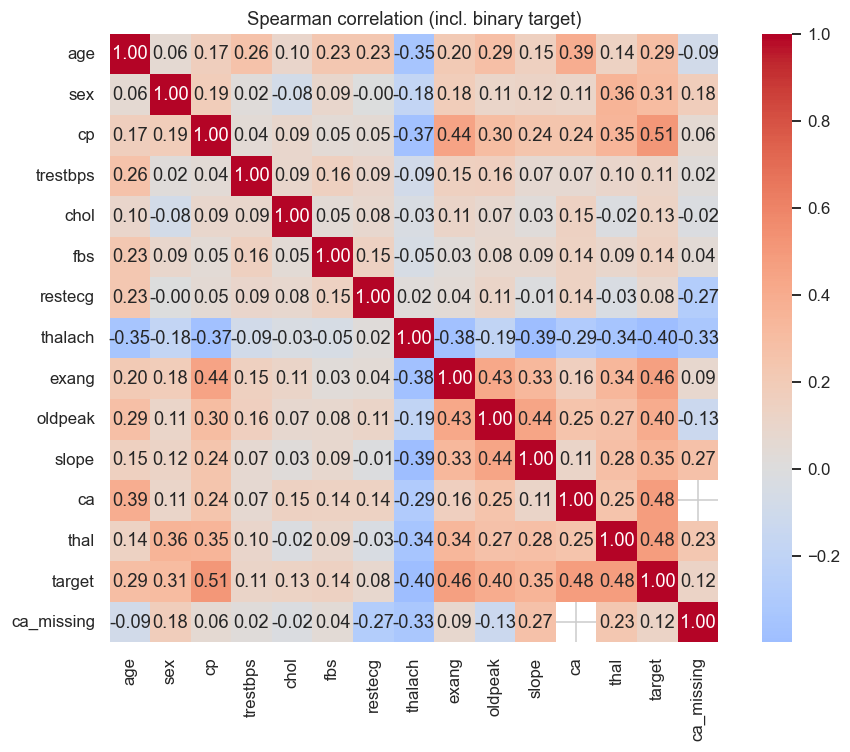 Spearman correlation (incl. binary target)
age 1.00 0.06 0.17 0.26 0.10 0.23 0.23 -0.35 0.20 0.29 0.15 0.39 0.14 0.29 -0.09
sex 0.06 1.00 0.19 0.02 -0.08 0.09 -0.00 -0.18 0.18 0.11 0.12 0.11 0.36 0.31 0.18
cp 0.17 0.19 1.00 0.04 0.09 0.05 0.05 -0.37 0.44 0.30 0.24 0.24 0.35 0.51 0.06
trestbps 0.26 0.02 0.04 1.00 0.09 0.16 0.09 -0.09 0.15 0.16 0.07 0.07 0.10 0.11 0.02
chol 0.10 -0.08 0.09 0.09 1.00 0.05 0.08 -0.03 0.11 0.07 0.03 0.15 -0.02 0.13 -0.02
fbs 0.23 0.09 0.05 0.16 0.05 1.00 0.15 -0.05 0.03 0.08 0.09 0.14 0.09 0.14 0.04
restecg 0.23 -0.00 0.05 0.09 0.08 0.15 1.00 0.02 0.04 0.11 -0.01 0.14 -0.03 0.08 -0.27
thalach -0.35 -0.18 -0.37 -0.09 -0.03 -0.05 0.02 1.00 -0.38 -0.19 -0.39 -0.29 -0.34 -0.40 -0.33
exang 0.20 0.18 0.44 0.15 0.11 0.03 0.04 -0.38 1.00 0.43 0.33 0.16 0.34 0.46 0.09
oldpeak 0.29 0.11 0.30 0.16 0.07 0.08 0.11 -0.19 0.43 1.00 0.44 0.25 0.27 0.40 -0.13
slope 0.15 0.12 0.24 0.07 0.03 0.09 -0.01 -0.39 0.33 0.44 1.00 0.11 0.28 0.35 0.27
ca 0.39 0.11 0.24 0.07 0.15 0.14 0.14 -0.29 0.16 0.25 0.11 1.00 0.25 0.48
thal 0.14 0.36 0.35 0.10 -0.02 0.09 -0.03 -0.34 0.34 0.27 0.28 0.25 1.00 0.48 0.23
target 0.29 0.31 0.51 0.11 0.13 0.14 0.08 -0.40 0.46 0.40 0.35 0.48 0.48 1.00 0.12
ca_missing -0.09 0.18 0.06 0.02 -0.02 0.04 -0.27 -0.33 0.09 -0.13 0.27 0.23 0.12 1.00
age sex cp trestbps chol fbs restecg thalach exang oldpeak slope ca thal target ca_missing
1.0
0.8
0.6
0.4
0.2
0.0
−0.2